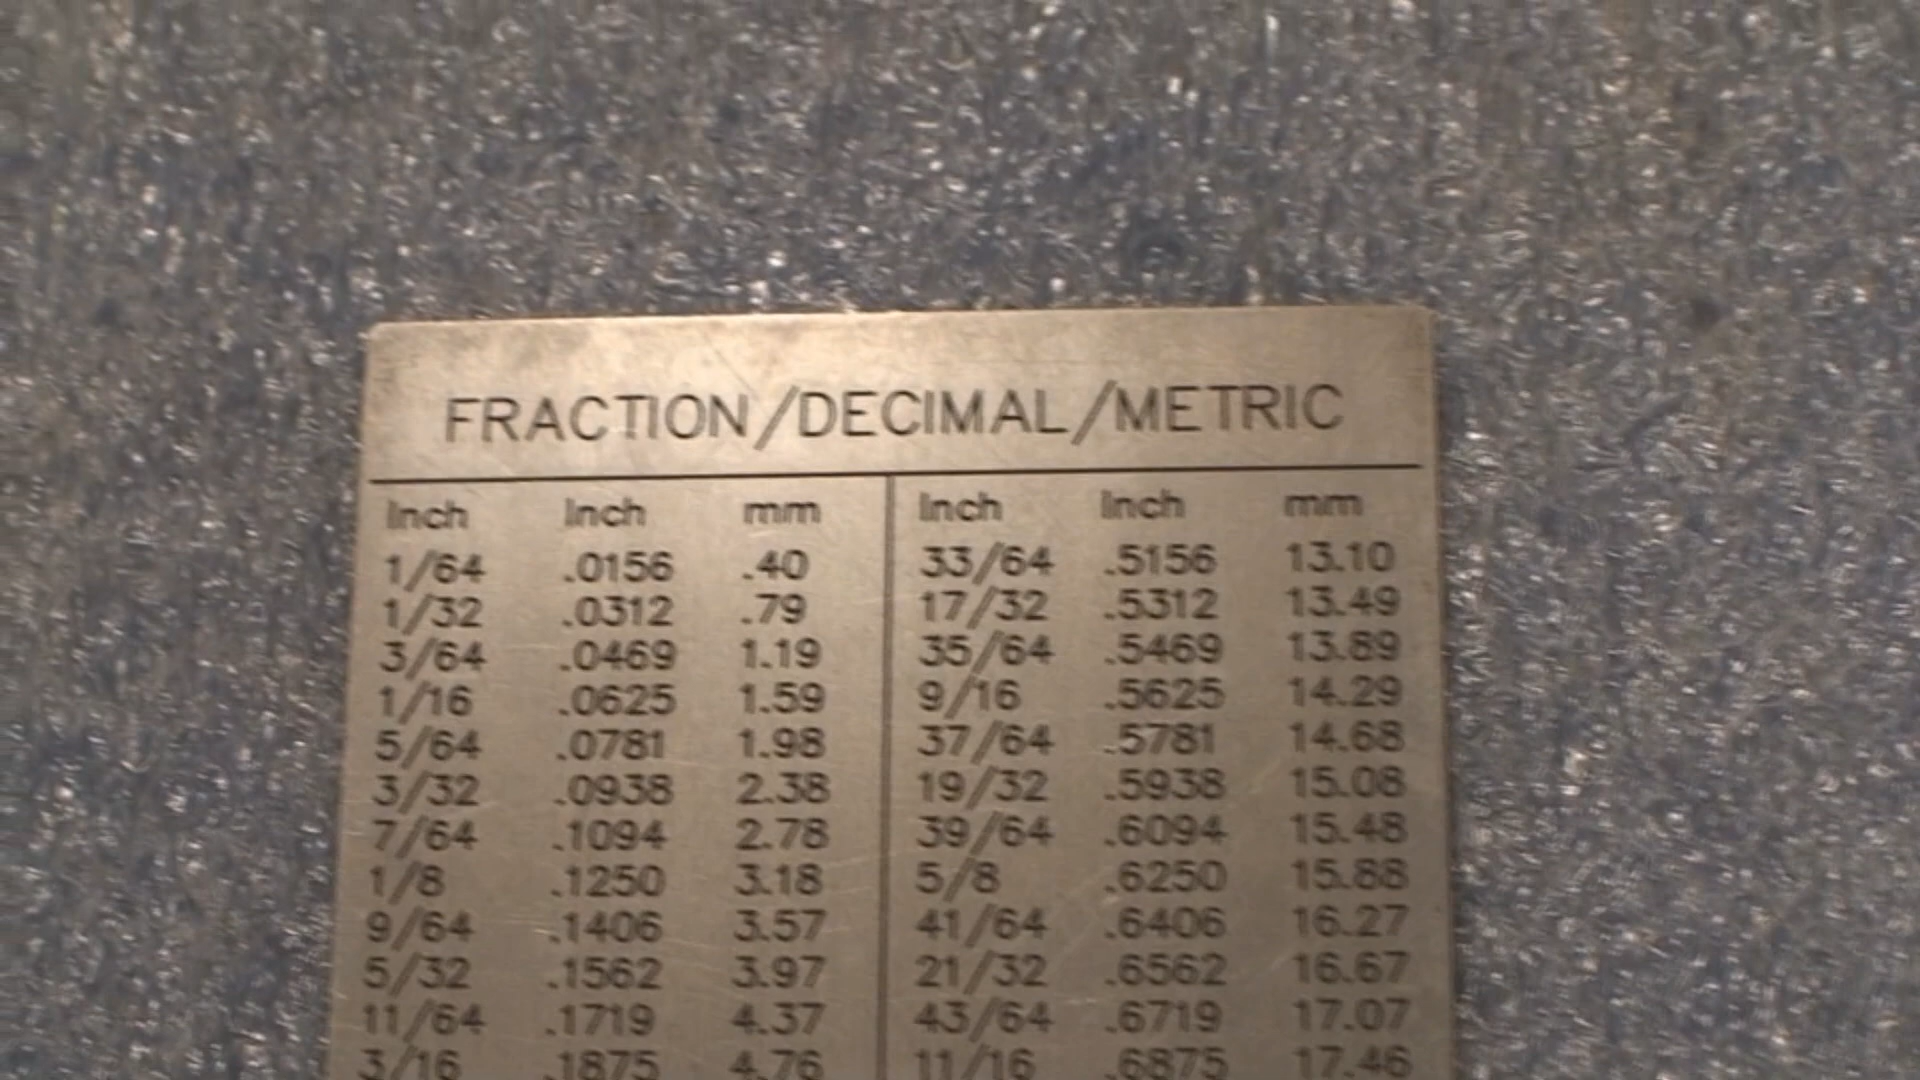 FRACTION/DECIMAL/METRIC
Inch Inch mm Inch Inch mm
1/64 .0156 .40 33/64 .5156 13.10
1/32 .0312 .79 17/32 .5312 13.49
3/64 .0469 1.19 35/64 .5469 13.89
1/16 .0625 1.59 9/16 .5625 14.29
5/64 .0781 1.98 37/64 .5781 14.68
3/32 .0938 2.38 19/32 .5938 15.08
7/64 .1094 2.78 39/64 .6094 15.48
1/8 .1250 3.18 5/8 .6250 15.88
9/64 .1406 3.57 41/64 .6406 16.27
5/32 .1562 3.97 21/32 .6562 16.67
11/64 .1719 4.37 43/64 .6719 17.07
3/16 .1875 4.76 11/16 .6875 17.46